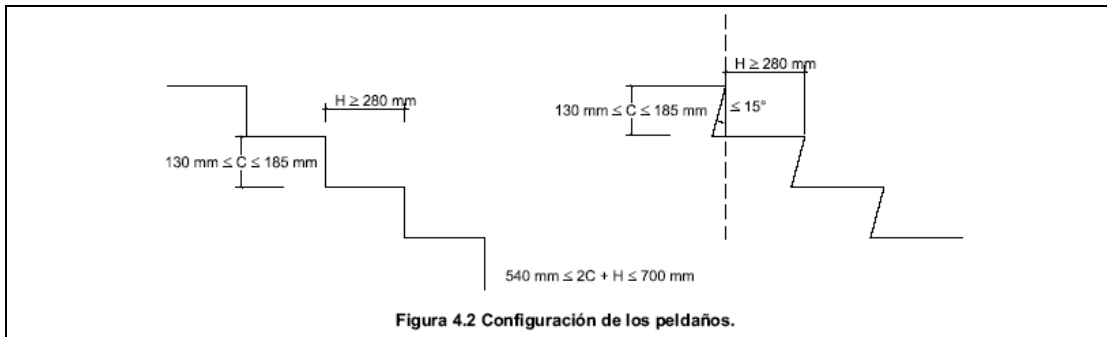 H ≥ 280 mm
130 mm ≤ C ≤ 185 mm
H ≥ 280 mm
130 mm ≤ C ≤ 185 mm
≤ 15°
540 mm ≤ 2C + H ≤ 700 mm
Figura 4.2 Configuración de los peldaños.